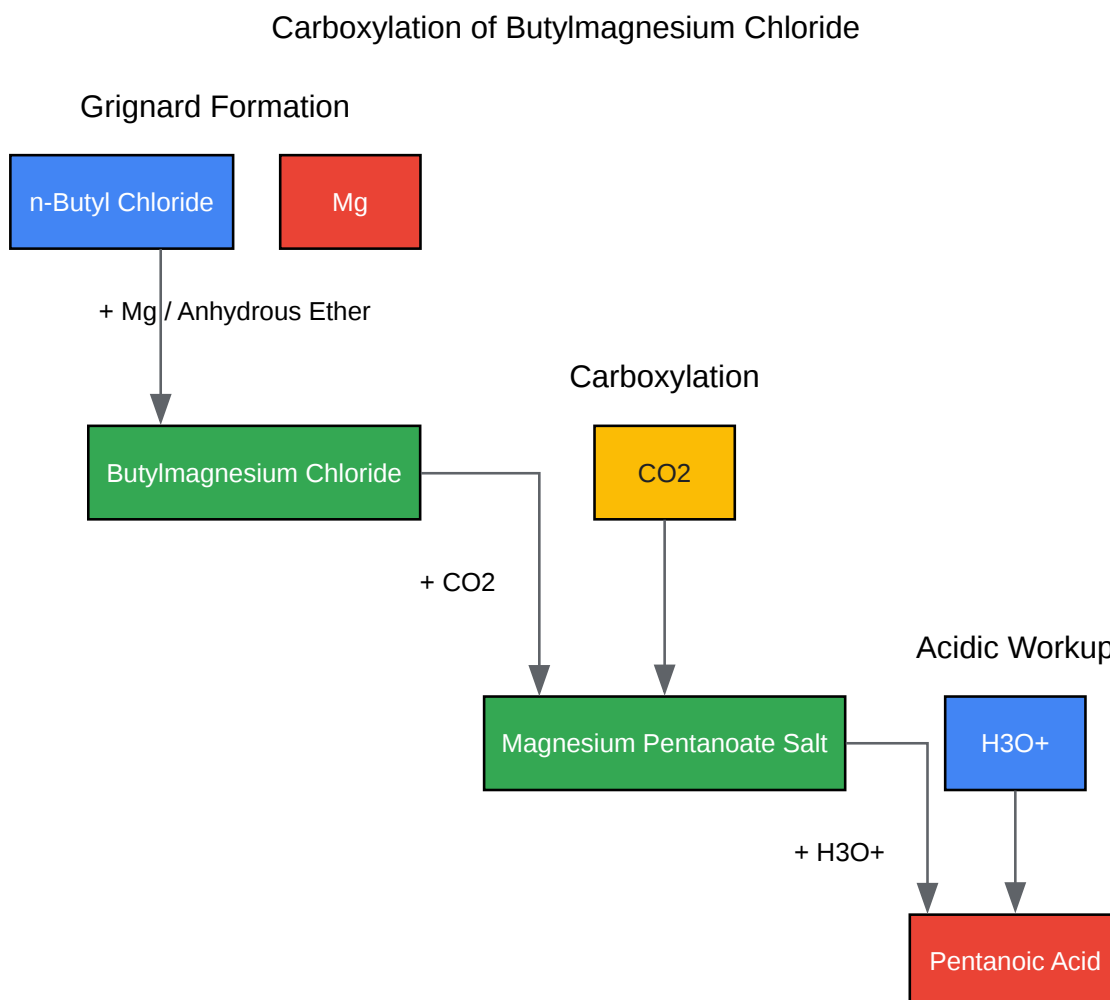 Carboxylation of Butylmagnesium Chloride
Grignard Formation
n-Butyl Chloride
Mg
+ Mg / Anhydrous Ether
Carboxylation
Butylmagnesium Chloride
CO2
+ CO2
Acidic Workup
Magnesium Pentanoate Salt
H3O+
+ H3O+
Pentanoic Acid